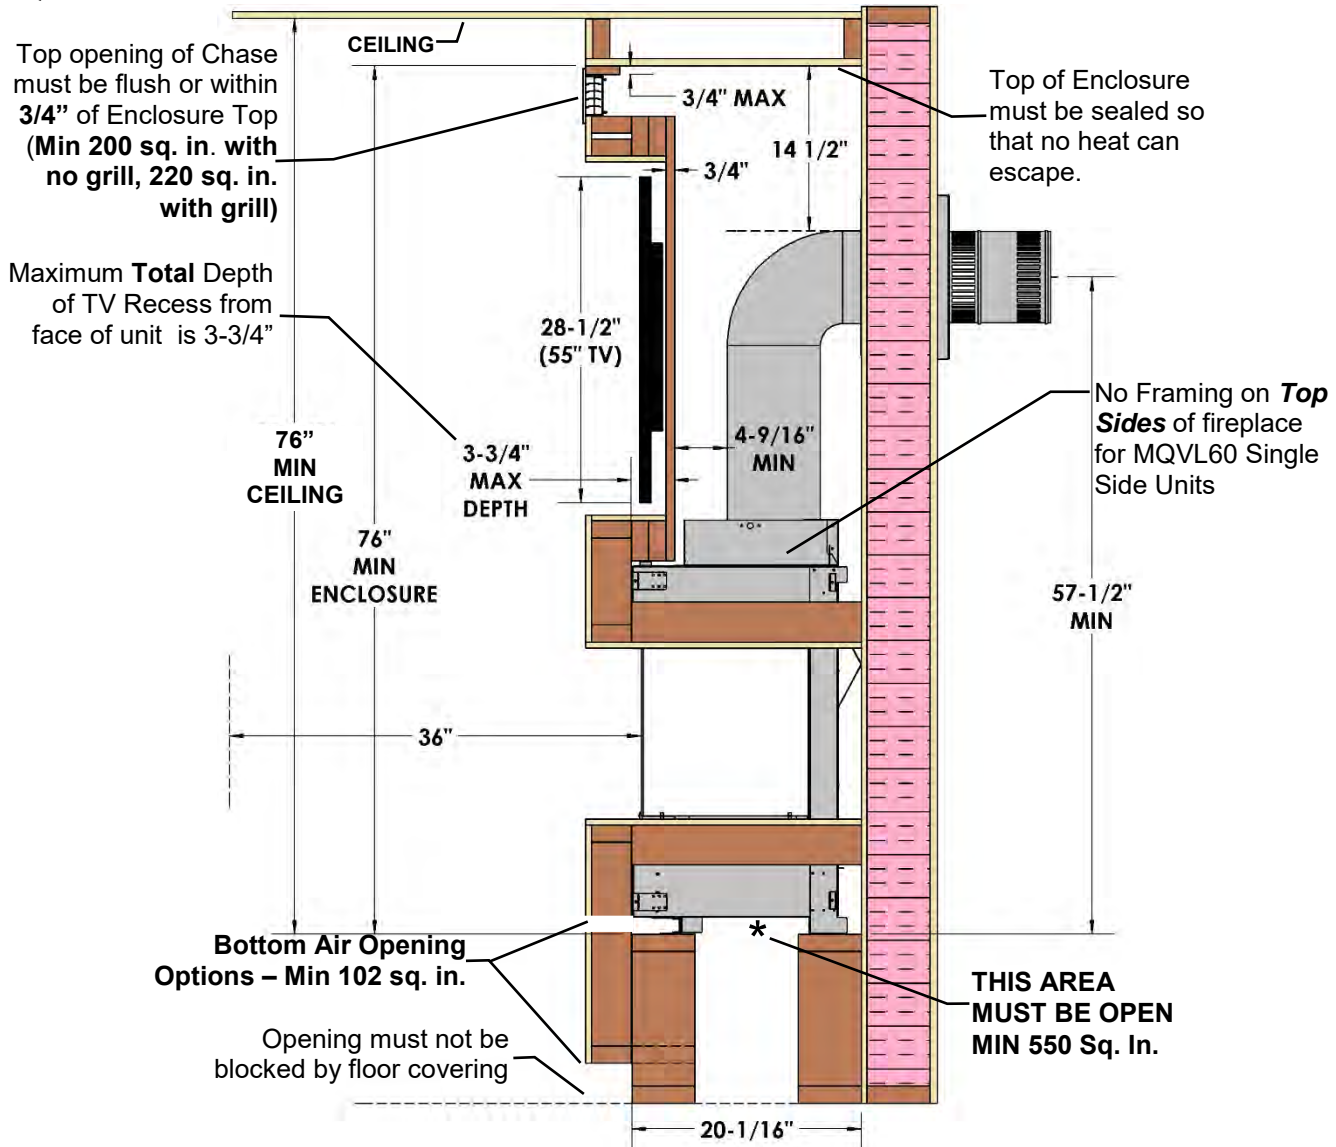 CEILING
Top opening of Chase
must be flush or within
3/4” of Enclosure Top
(Min 200 sq. in. with
no grill, 220 sq. in.
with grill)
3/4" MAX
14 1/2"
3/4"
Top of Enclosure
must be sealed so
that no heat can
escape.
Maximum Total Depth
of TV Recess from
face of unit is 3-3/4”
28-1/2"
(55" TV)
No Framing on Top
Sides of fireplace
for MQVL60 Single
Side Units
76”
MIN
CEILING
3-3/4"
MAX
DEPTH
4-9/16"
MIN
76"
MIN
ENCLOSURE
57-1/2"
MIN
36"
Bottom Air Opening
Options – Min 102 sq. in.
*
THIS AREA
MUST BE OPEN
MIN 550 Sq. In.
Opening must not be
blocked by floor covering
20-1/16"